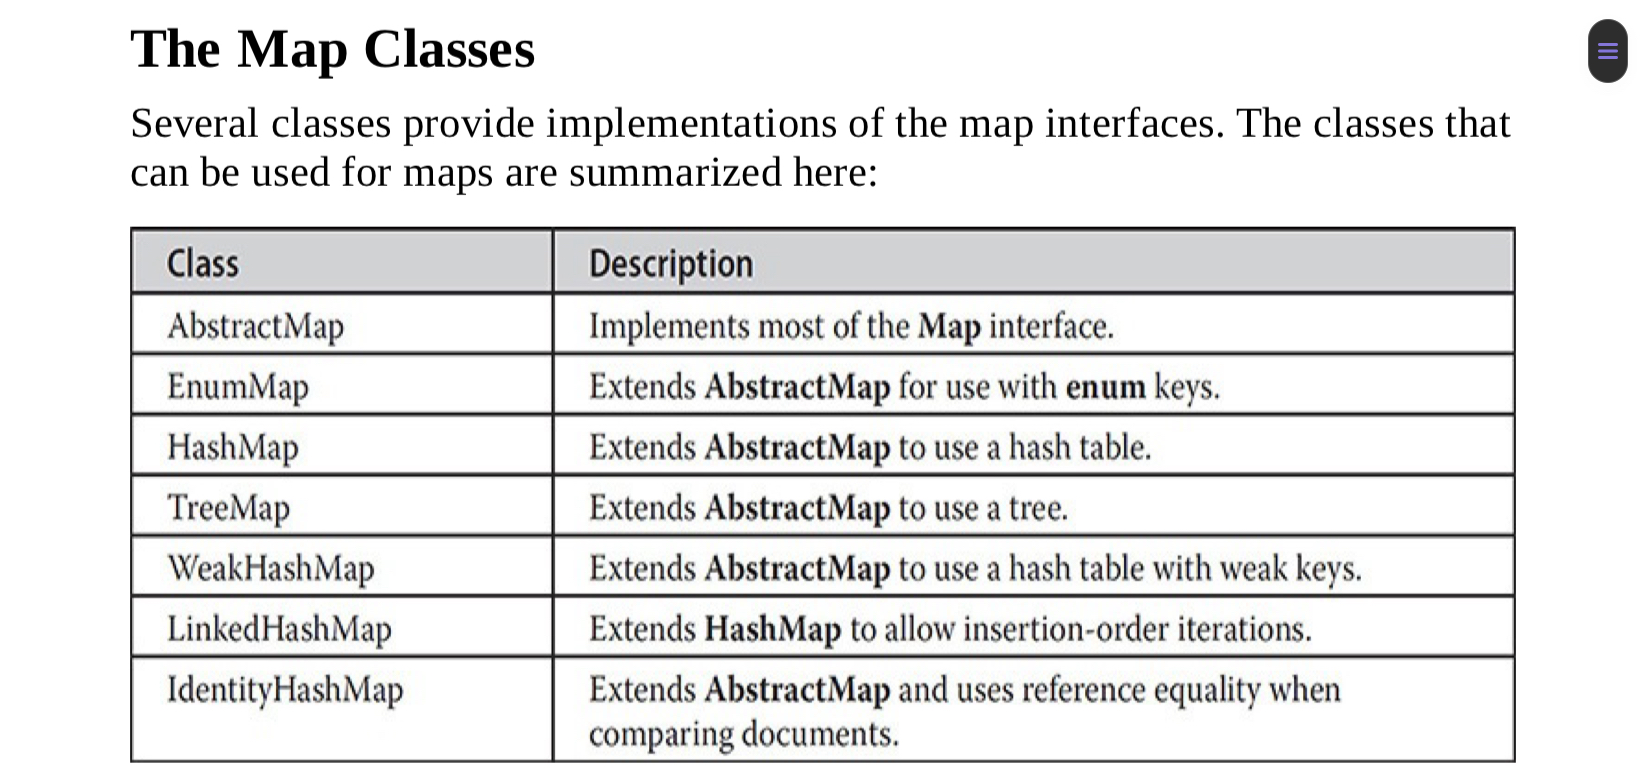 The Map Classes
Several classes provide implementations of the map interfaces. The classes that
can be used for maps are summarized here:
Class Description
AbstractMap Implements most of the Map interface.
EnumMap Extends AbstractMap for use with enum keys.
HashMap Extends AbstractMap to use a hash table.
TreeMap Extends AbstractMap to use a tree.
WeakHashMap Extends AbstractMap to use a hash table with weak keys.
LinkedHashMap Extends HashMap to allow insertion-order iterations.
IdentityHashMap Extends AbstractMap and uses reference equality when
comparing documents.